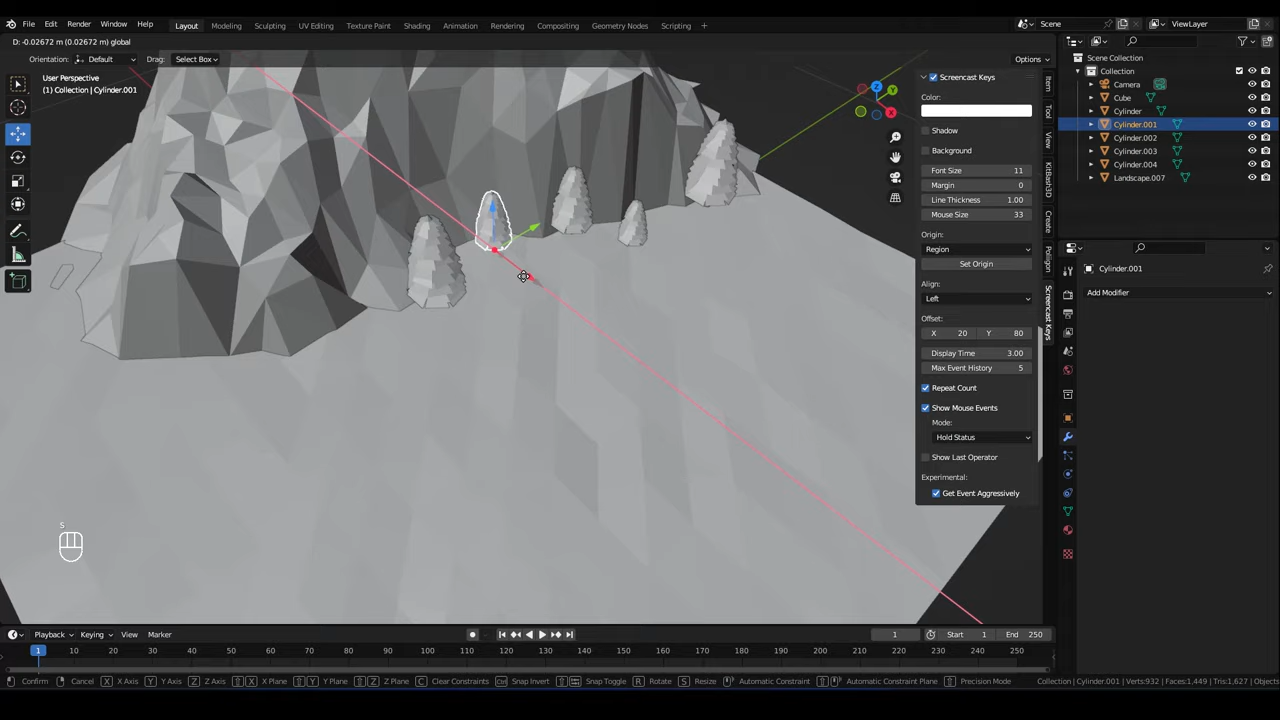 File Edit Render Window Help Layout Modeling Sculpting UV Editing Texture Paint Shading Animation Rendering Compositing Geometry Nodes Scripting + Scene ViewLayer
D: -0.02672 m (0.02672 m) global
Orientation: Default Drag: Select Box Options
User Perspective
(1) Collection | Cylinder.001
Z
Y
X
Screencast Keys
Color:
Shadow
Background
Font Size 11
Margin 0
Line Thickness 1.00
Mouse Size 33
Origin:
Region
Set Origin
Align:
Left
Offset:
X 20 Y 80
Display Time 3.00
Max Event History 5
Repeat Count
Show Mouse Events
Mode:
Hold Status
Show Last Operator
Experimental:
Get Event Aggressively
Item
Tool
View
KitBash3D
Create
Poliigon
Screencast Keys
Scene Collection
Collection
Camera
Cube
Cylinder
Cylinder.001
Cylinder.002
Cylinder.003
Cylinder.004
Landscape.007
Cylinder.001
Add Modifier
S
Playback Keying View Marker 1 Start 1 End 250
1 10 20 30 40 50 60 70 80 90 100 110 120 130 140 150 160 170 180 190 200 210 220 230 240 250
Confirm Cancel X X Axis Y Y Axis Z Z Axis X X Plane Y Y Plane Z Z Plane C Clear Constraints Snap Invert Snap Toggle R Rotate S Resize Automatic Constraint Automatic Constraint Plane Precision Mode Collection | Cylinder.001 | Verts:932 | Faces:1,449 | Tris:1,627 | Objects